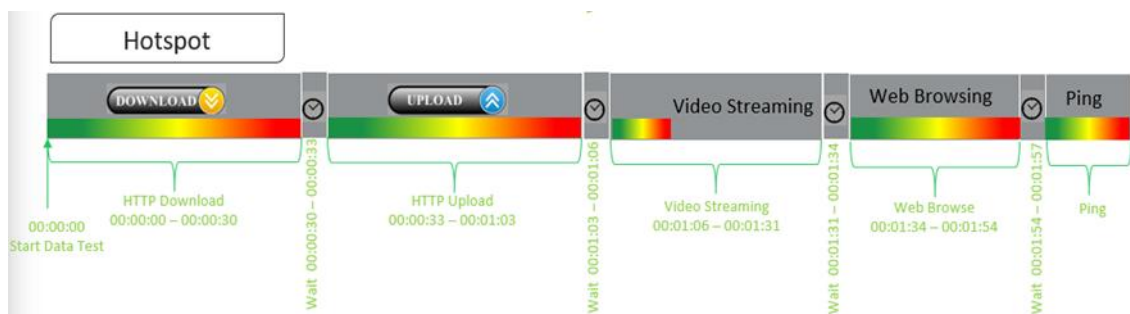 Hotspot
DOWNLOAD
UPLOAD
Video Streaming
Web Browsing
Ping
00:00:00
Start Data Test
HTTP Download
00:00:00 – 00:00:30
Wait 00:00:30 – 00:00:33
HTTP Upload
00:00:33 – 00:01:03
Wait 00:01:03 – 00:01:06
Video Streaming
00:01:06 – 00:01:31
Wait 00:01:31 – 00:01:34
Web Browse
00:01:34 – 00:01:54
Wait 00:01:54 – 00:01:57
Ping